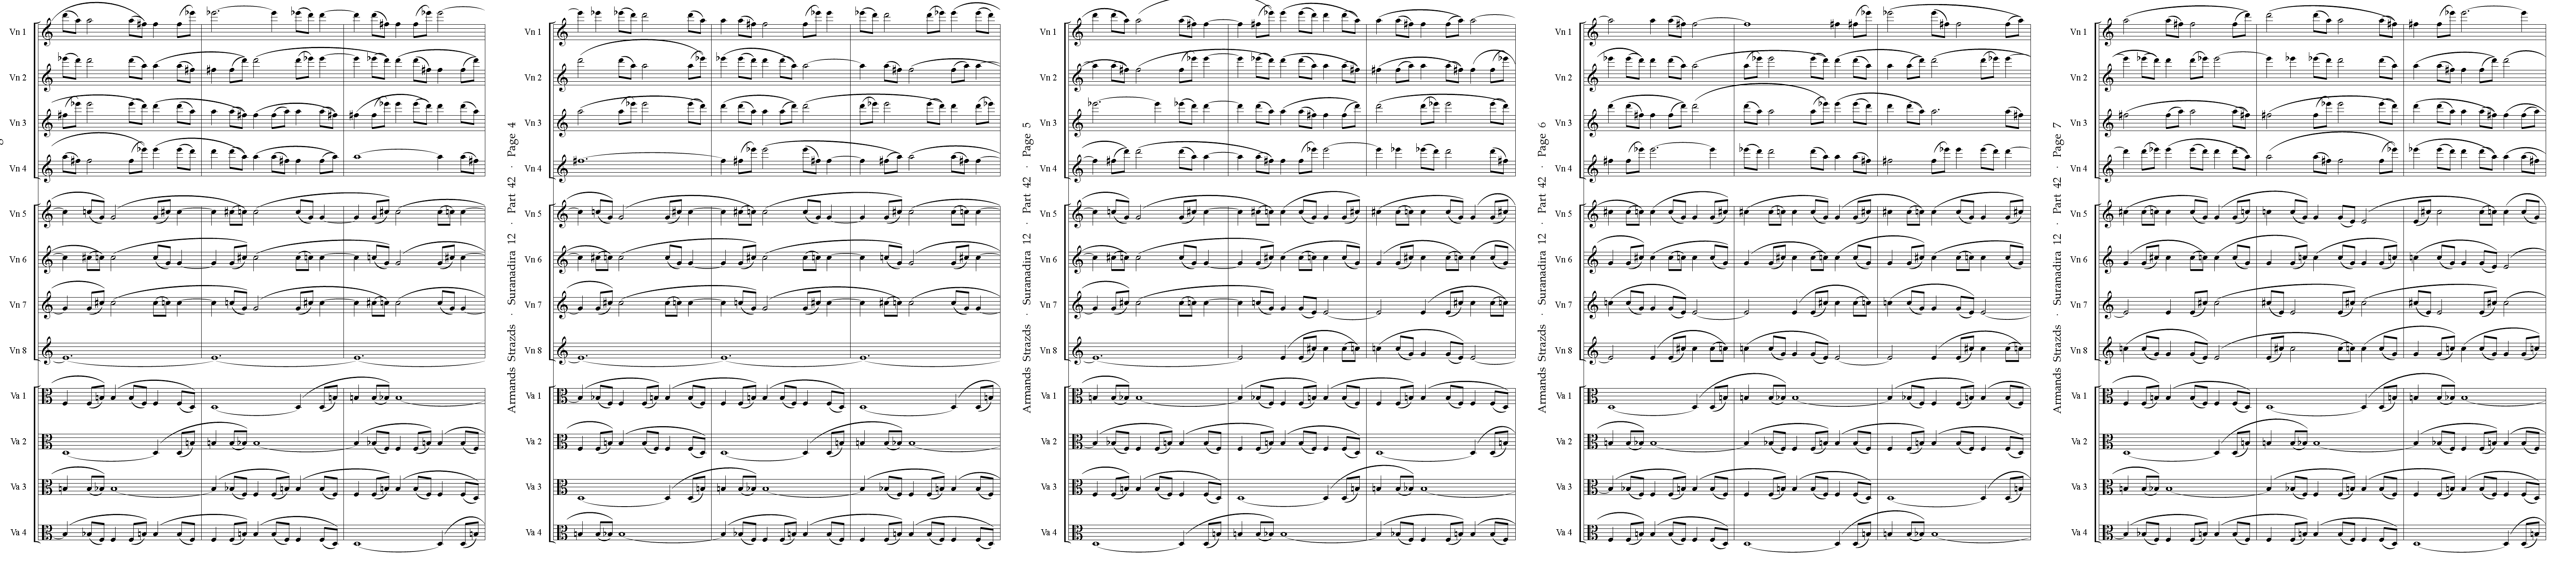 Vn 1
Vn 2
Vn 3
Vn 4
Vn 5
Vn 6
Vn 7
Vn 8
Va 1
Va 2
Va 3
Va 4
Armands Strazds · Suranadira 12 · Part 42 · Page 4
Vn 1
Vn 2
Vn 3
Vn 4
Vn 5
Vn 6
Vn 7
Vn 8
Va 1
Va 2
Va 3
Va 4
Armands Strazds · Suranadira 12 · Part 42 · Page 5
Vn 1
Vn 2
Vn 3
Vn 4
Vn 5
Vn 6
Vn 7
Vn 8
Va 1
Va 2
Va 3
Va 4
Armands Strazds · Suranadira 12 · Part 42 · Page 6
Vn 1
Vn 2
Vn 3
Vn 4
Vn 5
Vn 6
Vn 7
Vn 8
Va 1
Va 2
Va 3
Va 4
Armands Strazds · Suranadira 12 · Part 42 · Page 7
Vn 1
Vn 2
Vn 3
Vn 4
Vn 5
Vn 6
Vn 7
Vn 8
Va 1
Va 2
Va 3
Va 4